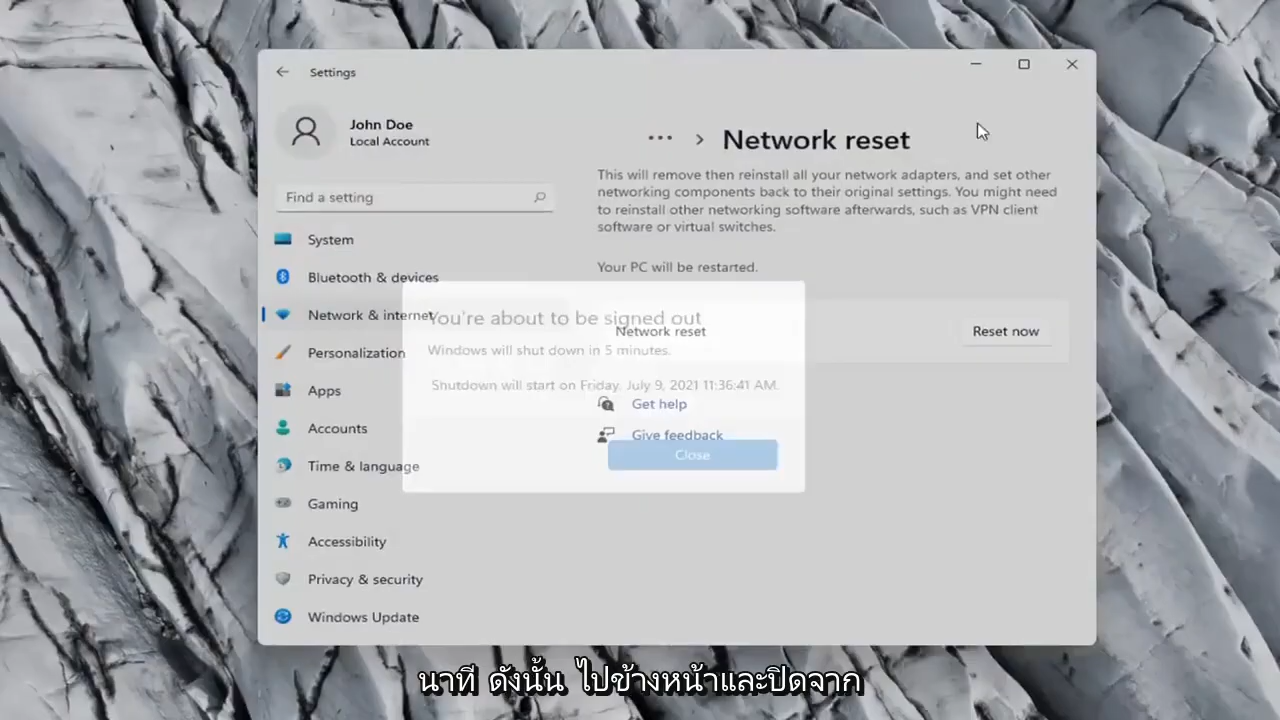 Settings
John Doe
Local Account
Find a setting
System
Bluetooth & devices
Network & internet
Personalization
Apps
Accounts
Time & language
Gaming
Accessibility
Privacy & security
Windows Update
Network reset
This will remove then reinstall all your network adapters, and set other
networking components back to their original settings. You might need
to reinstall other networking software afterwards, such as VPN client
software or virtual switches.
Your PC will be restarted.
Network reset
Reset now
Get help
Give feedback
You're about to be signed out
Windows will shut down in 5 minutes.
Shutdown will start on Friday, July 9, 2021 11:36:41 AM.
Close
นาที ดังนั้น ไปข้างหน้าและปิดจาก